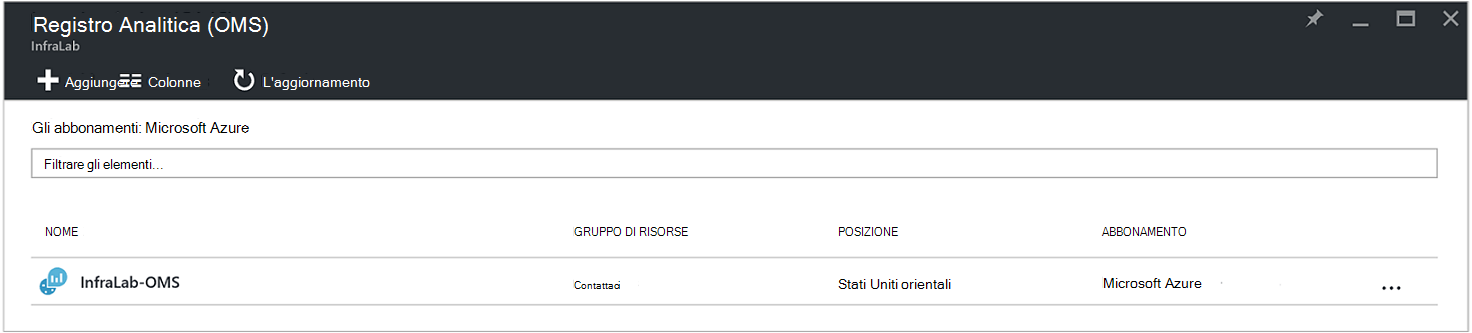 Registro Analitica (OMS)
InfraLab
Aggiungere Colonne L'aggiornamento
Gli abbonamenti: Microsoft Azure
Filtrare gli elementi...
NOME GRUPPO DI RISORSE POSIZIONE ABBONAMENTO
InfraLab-OMS Contattaci Stati Uniti orientali Microsoft Azure ...